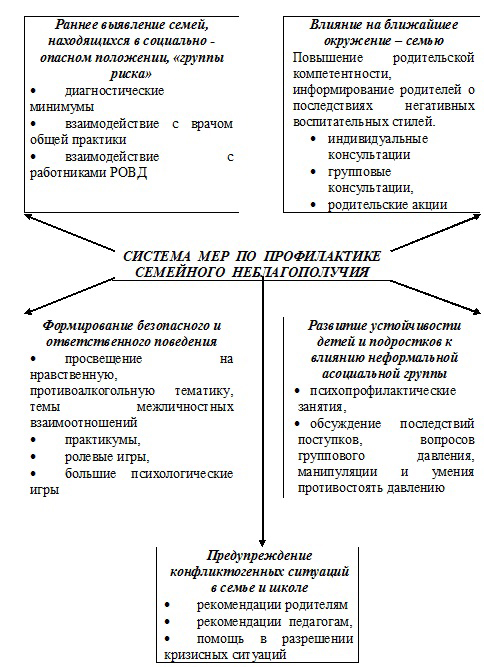 Раннее выявление семей,
находящихся в социально -
опасном положении, «группы
риска»
• диагностические
минимумы
• взаимодействие с врачом
общей практики
• взаимодействие с
работниками РОВД
Влияние на ближайшее
окружение – семью
Повышение родительской
компетентности,
информирование родителей о
последствиях негативных
воспитательных стилей.
• индивидуальные
консультации
• групповые
консультации,
• родительские акции
СИСТЕМА МЕР ПО ПРОФИЛАКТИКЕ
СЕМЕЙНОГО НЕБЛАГОПОЛУЧИЯ
Формирование безопасного и
ответственного поведения
• просвещение на
нравственную,
противоалкогольную тематику,
темы межличностных
взаимоотношений
• практикумы,
• ролевые игры,
• большие психологические
игры
Развитие устойчивости
детей и подростков к
влиянию неформальной
асоциальной группы
• психопрофилактические
занятия,
• обсуждение последствий
поступков, вопросов
группового давления,
манипуляции и умения
противостоять давлению
Предупреждение
конфликтогенных ситуаций
в семье и школе
• рекомендации родителям
• рекомендации педагогам,
• помощь в разрешении
кризисных ситуаций